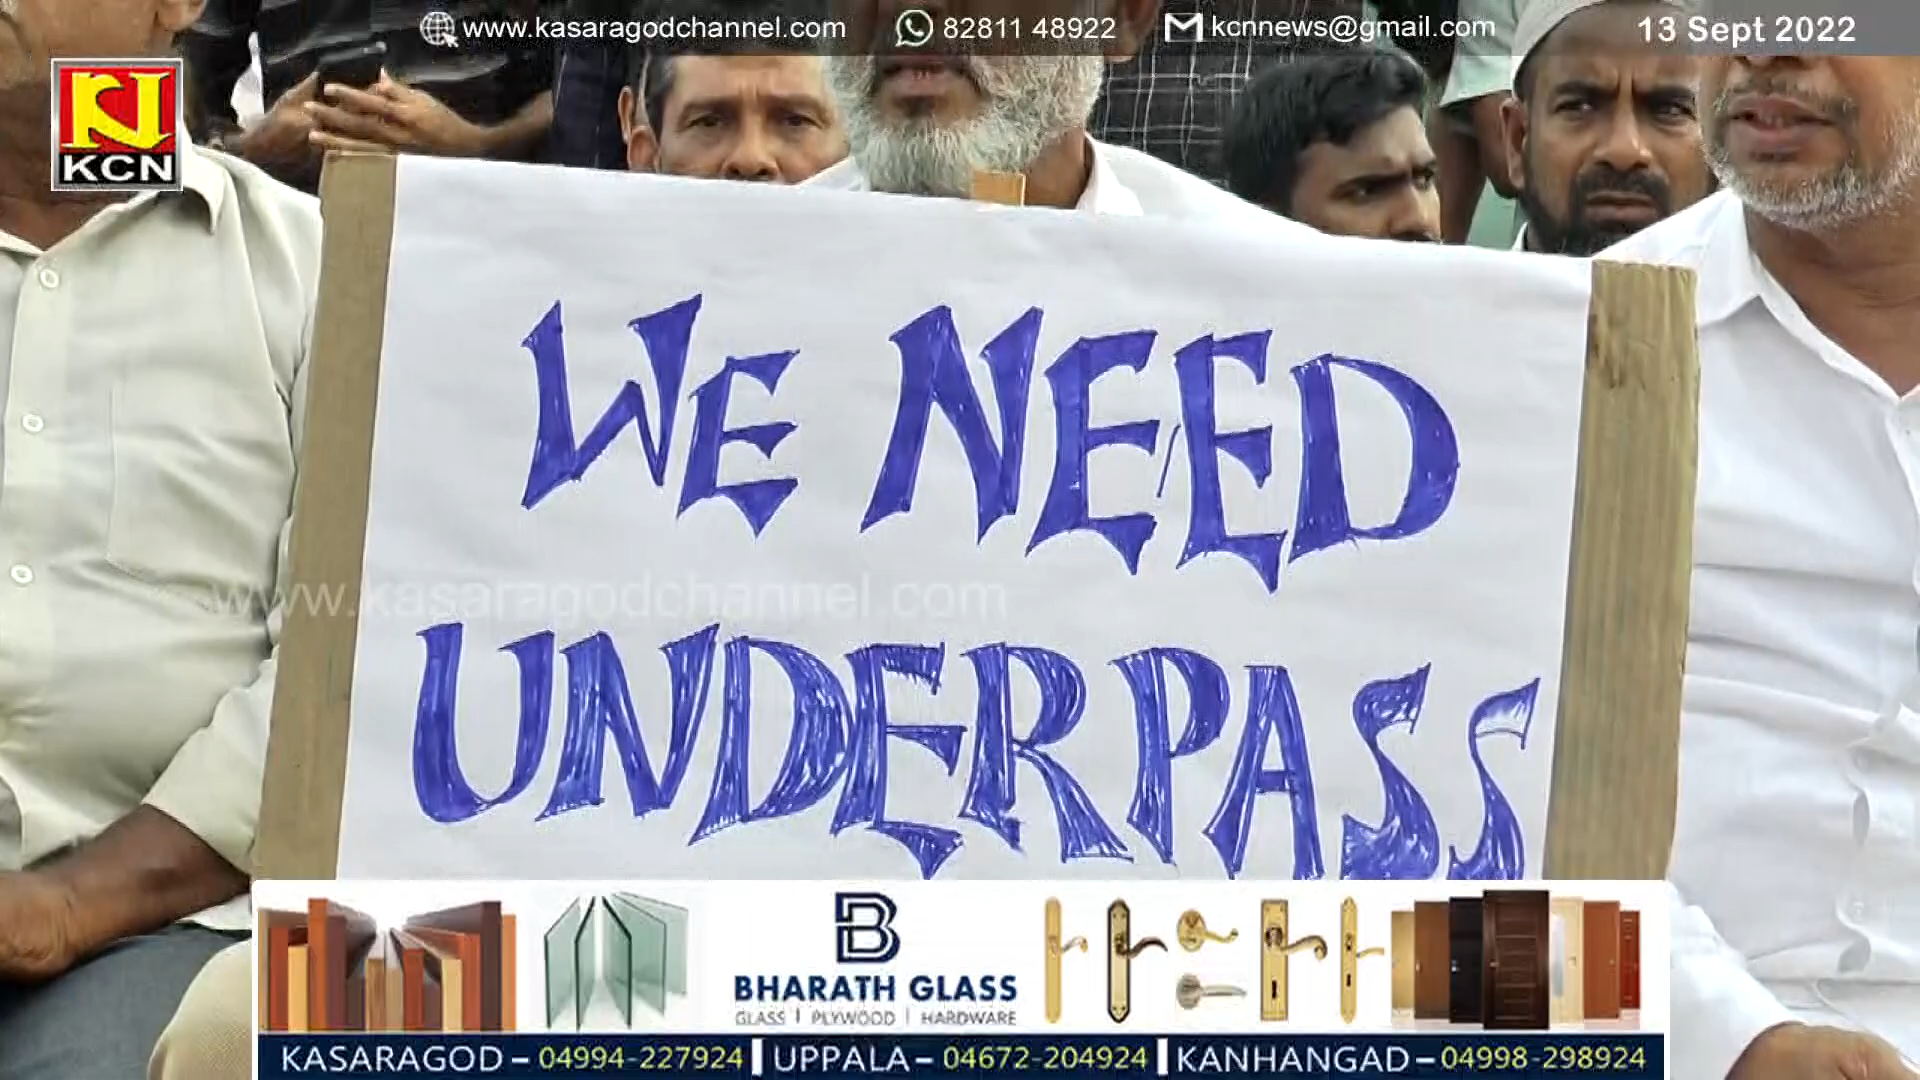 www.kasaragodchannel.com 82811 48922 kcnnews@gmail.com 13 Sept 2022
KCN
WE NEED
www.kasaragodchannel.com
UNDERPASS
B
BHARATH GLASS
GLASS | PLYWOOD | HARDWARE
KASARAGOD – 04994-227924 | UPPALA – 04672-204924 | KANHANGAD – 04998-298924